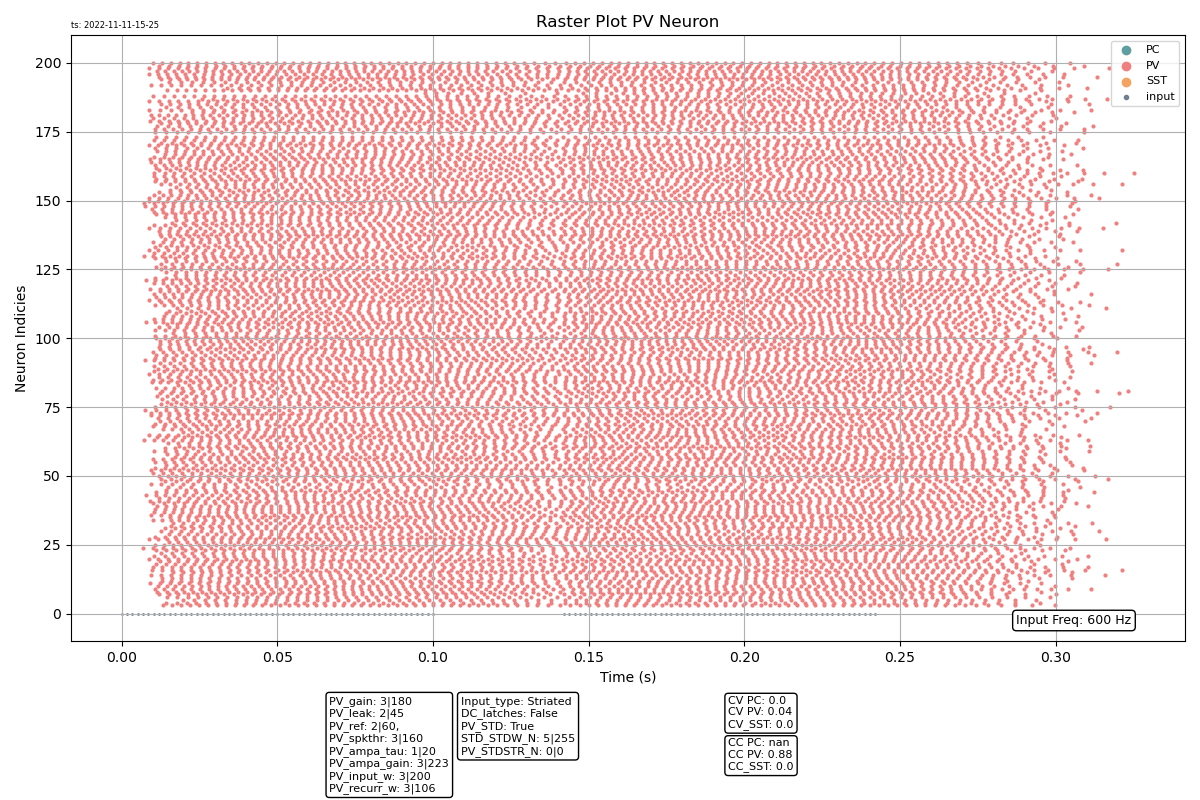 ts: 2022-11-11-15-25
Raster Plot PV Neuron
PC
PV
SST
input
200
175
150
125
100
75
50
25
0
Neuron Indicies
Input Freq: 600 Hz
0.00 0.05 0.10 0.15 0.20 0.25 0.30
Time (s)
PV_gain: 3|180
PV_leak: 2|45
PV_ref: 2|60,
PV_spkthr: 3|160
PV_ampa_tau: 1|20
PV_ampa_gain: 3|223
PV_input_w: 3|200
PV_recurr_w: 3|106
Input_type: Striated
DC_latches: False
PV_STD: True
STD_STDW_N: 5|255
PV_STDSTR_N: 0|0
CV PC: 0.0
CV PV: 0.04
CV_SST: 0.0
CC PC: nan
CC PV: 0.88
CC_SST: 0.0